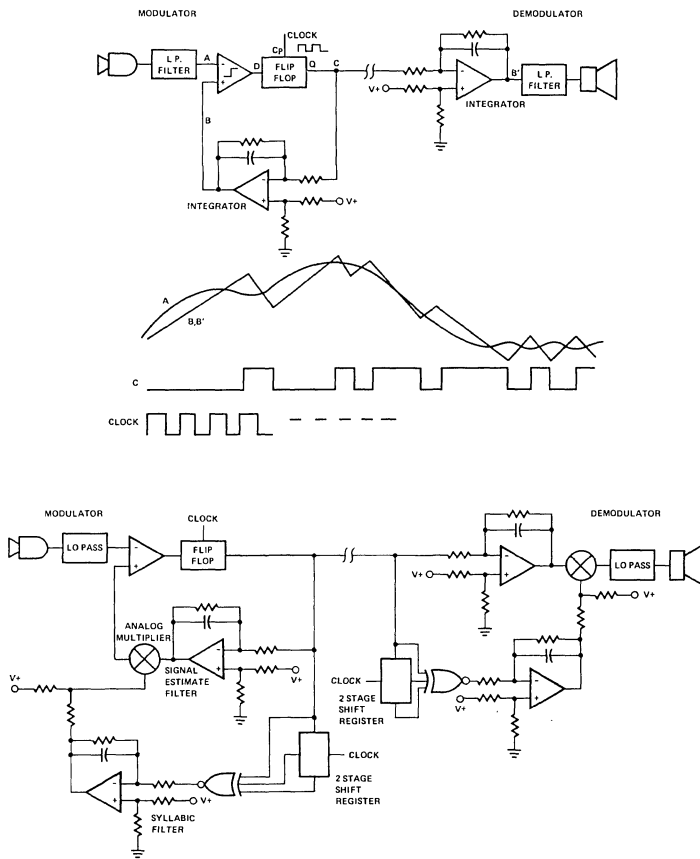 MODULATOR
DEMODULATOR
CLOCK
CP
L.P.
FILTER
A
-
+
D
FLIP
FLOP
Q
C
B
-
+
INTEGRATOR
V+
V+
-
+
INTEGRATOR
B'
L.P.
FILTER
A
B,B'
C
CLOCK
MODULATOR
DEMODULATOR
LO PASS
-
+
CLOCK
FLIP
FLOP
ANALOG
MULTIPLIER
SIGNAL
ESTIMATE
FILTER
-
+
V+
V+
-
+
SYLLABIC
FILTER
V+
CLOCK
2 STAGE
SHIFT
REGISTER
V+
-
+
LO PASS
V+
CLOCK
2 STAGE
SHIFT
REGISTER
V+
-
+